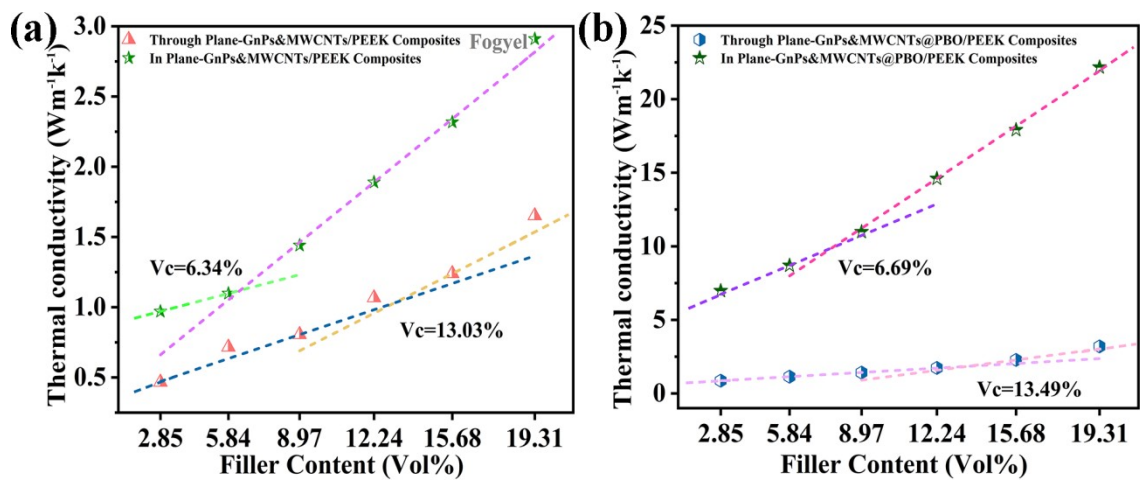 (a)
Thermal conductivity (Wm⁻¹k⁻¹)
3.0
2.5
2.0
1.5
1.0
0.5
Through Plane-GnPs&MWCNTs/PEEK Composites
In Plane-GnPs&MWCNTs/PEEK Composites
Fogyel
Vc=6.34%
Vc=13.03%
2.85 5.84 8.97 12.24 15.68 19.31
Filler Content (Vol%)
(b)
Thermal conductivity (Wm⁻¹k⁻¹)
25
20
15
10
5
0
Through Plane-GnPs&MWCNTs@PBO/PEEK Composites
In Plane-GnPs&MWCNTs@PBO/PEEK Composites
Vc=6.69%
Vc=13.49%
2.85 5.84 8.97 12.24 15.68 19.31
Filler Content (Vol%)